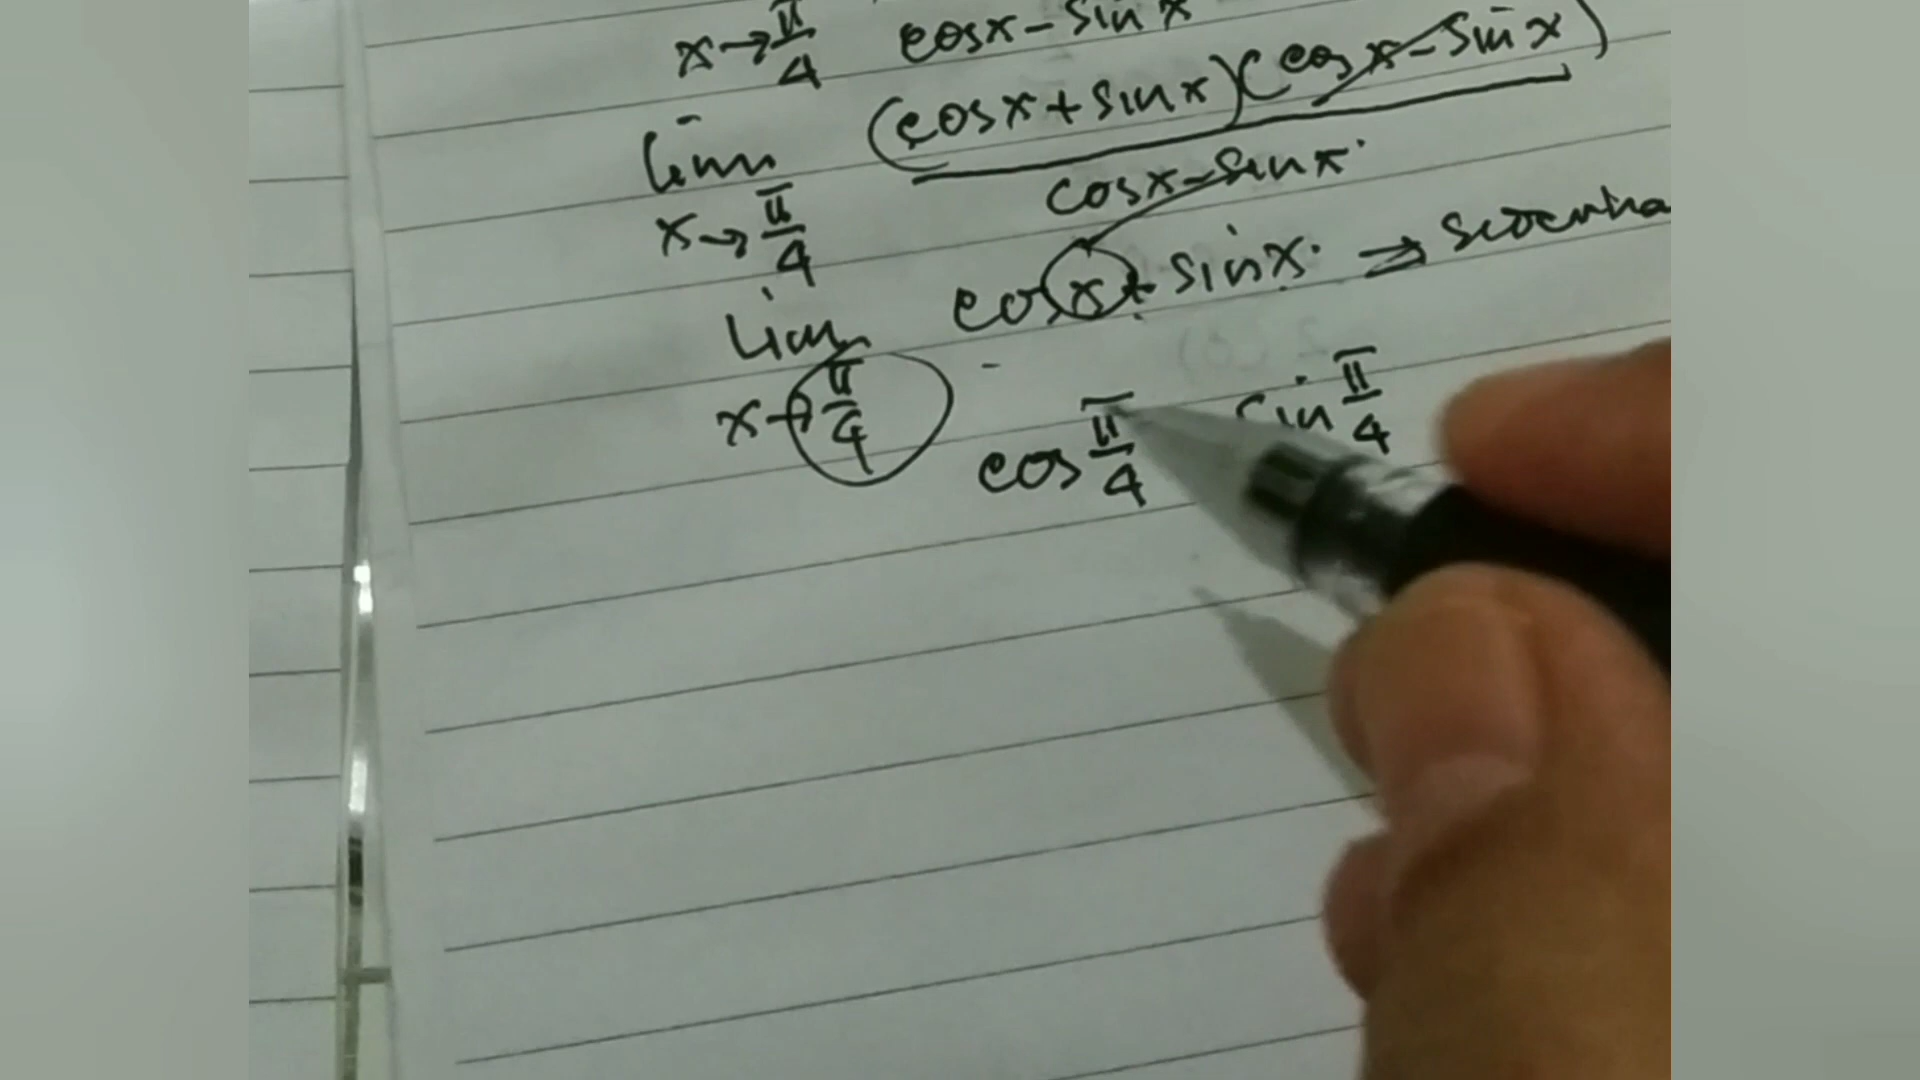 x→π/4 cosx - sinx
lim x→π/4 (cosx + sinx)(cosx - sinx) / cosx - sinx
lim x→π/4 cosx + sinx. ⇒
cos π/4 sin π/4